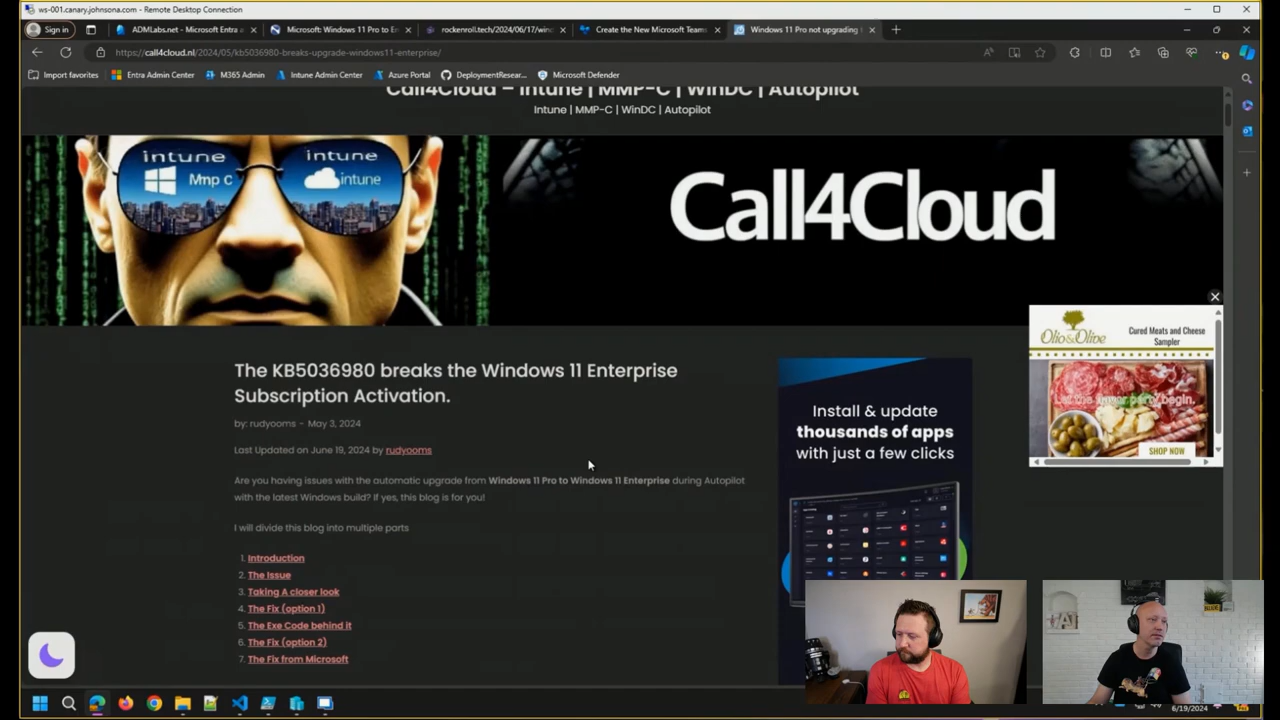 ws-001.canary.johnsona.com - Remote Desktop Connection
Sign in
ADMLabs.net - Microsoft Entra
Microsoft: Windows 11 Pro to E
rockenroll.tech/2024/06/17/win
Create the New Microsoft Teams
Windows 11 Pro not upgrading
https://call4cloud.nl/2024/05/kb5036980-breaks-upgrade-windows11-enterprise/
Import favorites
Entra Admin Center
M365 Admin
Intune Admin Center
Azure Portal
DeploymentResear...
Microsoft Defender
Call4Cloud – Intune | MMP-C | WinDC | Autopilot
Intune | MMP-C | WinDC | Autopilot
intune
intune
Mmp c
intune
Call4Cloud
The KB5036980 breaks the Windows 11 Enterprise
Subscription Activation.
by: rudyooms - May 3, 2024
Last Updated on June 19, 2024 by rudyooms
Are you having issues with the automatic upgrade from Windows 11 Pro to Windows 11 Enterprise during Autopilot
with the latest Windows build? If yes, this blog is for you!
I will divide this blog into multiple parts
1. Introduction
2. The Issue
3. Taking A closer look
4. The Fix (option 1)
5. The Exe Code behind it
6. The Fix (option 2)
7. The Fix from Microsoft
Install & update
thousands of apps
with just a few clicks
Olio&Olive
Cured Meats and Cheese
Sampler
Let the flavor party begin.
SHOP NOW
6/19/2024